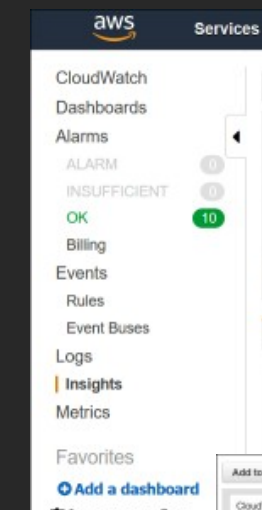 aws Services
CloudWatch
Dashboards
Alarms
ALARM 0
INSUFFICIENT 0
OK 10
Billing
Events
Rules
Event Buses
Logs
Insights
Metrics
Favorites
Add a dashboard
Add to
Cloud